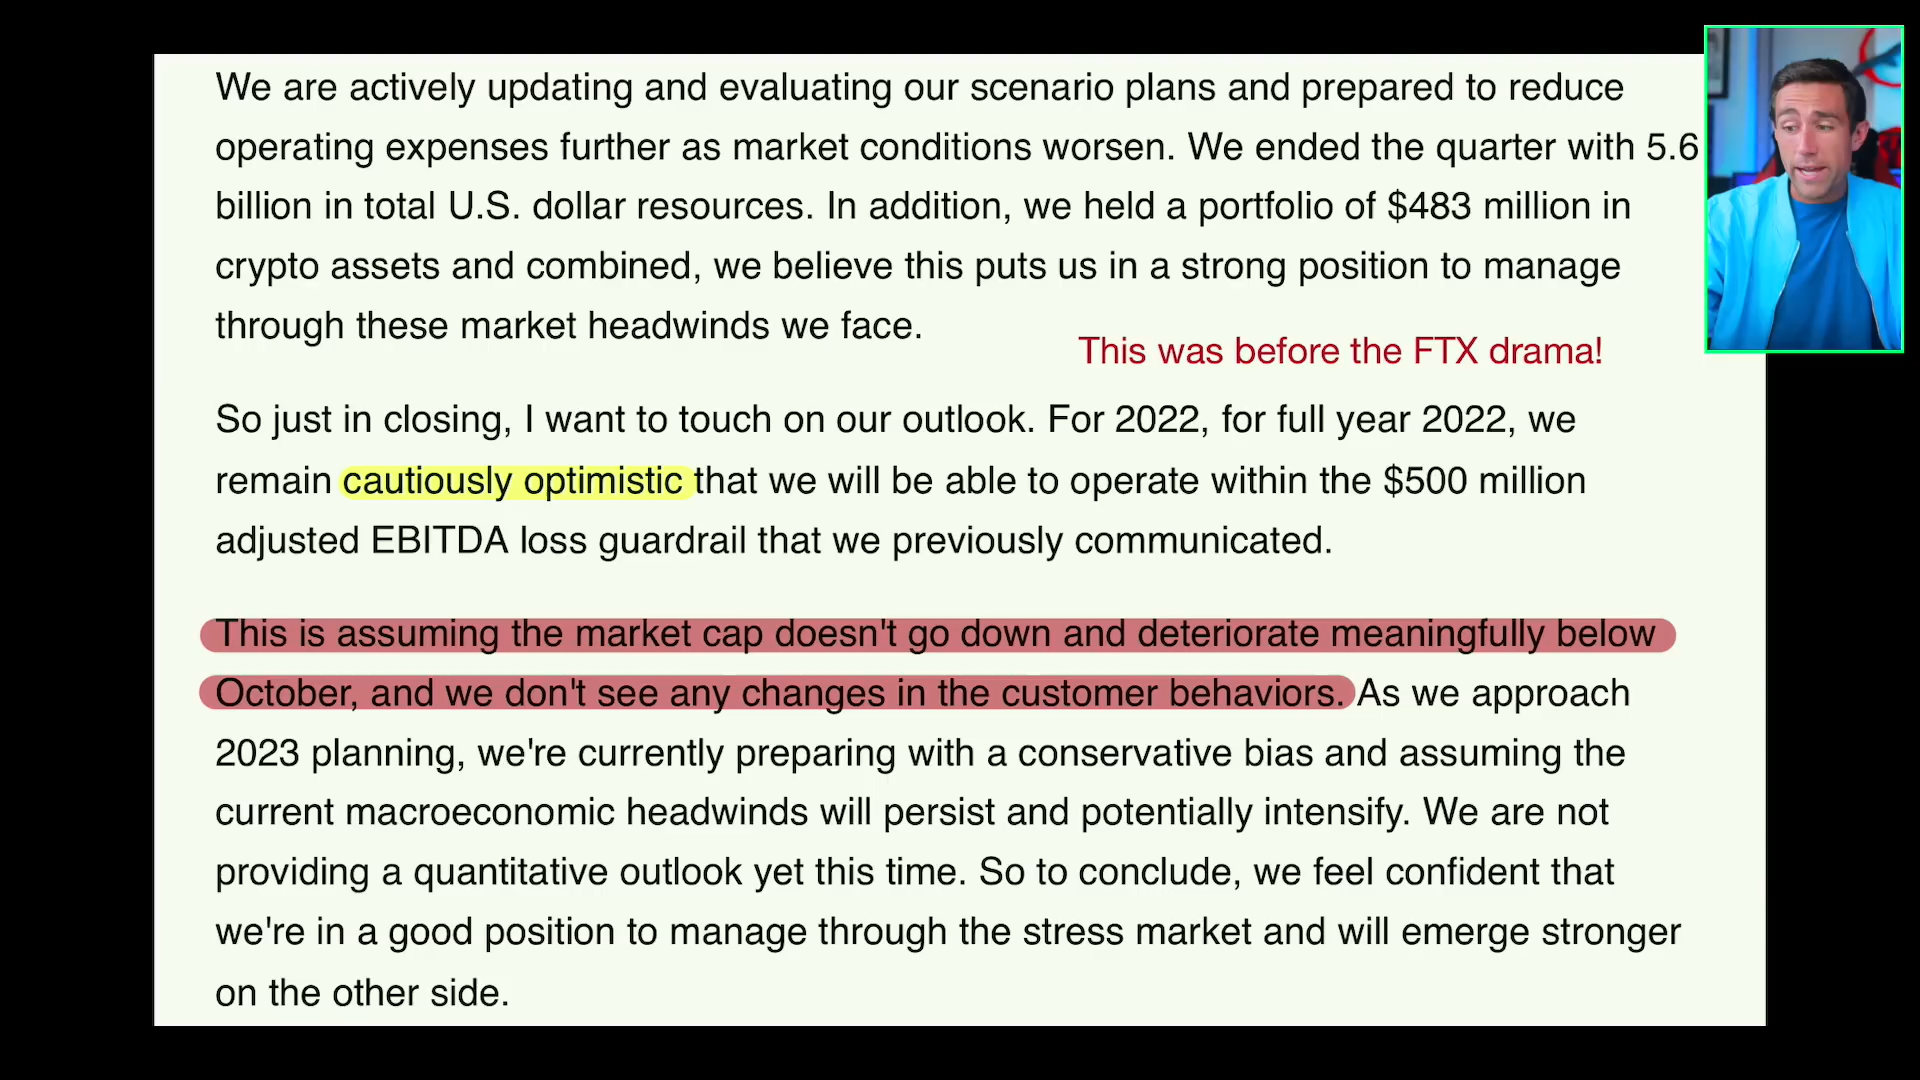 We are actively updating and evaluating our scenario plans and prepared to reduce
operating expenses further as market conditions worsen. We ended the quarter with 5.6
billion in total U.S. dollar resources. In addition, we held a portfolio of $483 million in
crypto assets and combined, we believe this puts us in a strong position to manage
through these market headwinds we face.
This was before the FTX drama!
So just in closing, I want to touch on our outlook. For 2022, for full year 2022, we
remain cautiously optimistic that we will be able to operate within the $500 million
adjusted EBITDA loss guardrail that we previously communicated.
This is assuming the market cap doesn't go down and deteriorate meaningfully below
October, and we don't see any changes in the customer behaviors. As we approach
2023 planning, we're currently preparing with a conservative bias and assuming the
current macroeconomic headwinds will persist and potentially intensify. We are not
providing a quantitative outlook yet this time. So to conclude, we feel confident that
we're in a good position to manage through the stress market and will emerge stronger
on the other side.